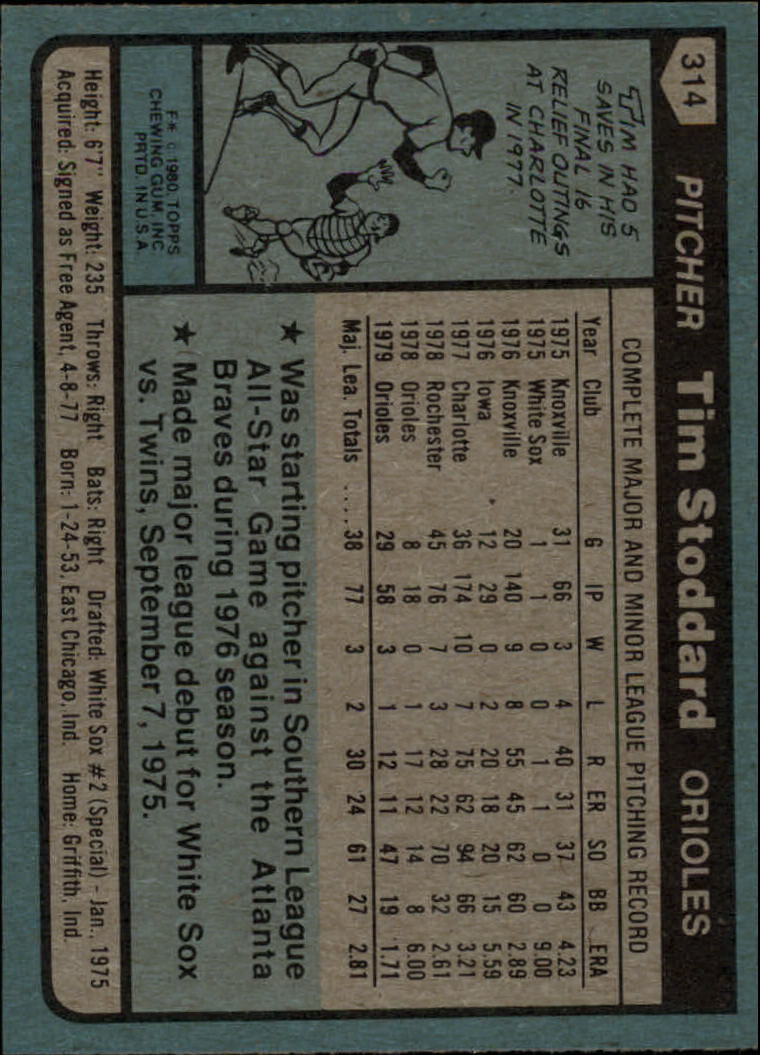 314 PITCHER Tim Stoddard ORIOLES
TIM HAD 5
SAVES IN HIS
FINAL 16
RELIEF OUTINGS
AT CHARLOTTE
IN 1977.
F* © 1980 TOPPS
CHEWING GUM, INC.
PRTD. IN U.S.A.
COMPLETE MAJOR AND MINOR LEAGUE PITCHING RECORD
Year Club G IP W L R ER SO BB ERA
1975 Knoxville 31 66 3 4 40 31 37 43 4.23
1975 White Sox 1 1 0 0 1 1 0 0 9.00
1976 Knoxville 20 140 9 8 55 45 62 60 2.89
1976 Iowa 12 29 0 2 20 18 20 15 5.59
1977 Charlotte 36 174 10 7 75 62 94 66 3.21
1978 Rochester 45 76 7 3 28 22 70 32 2.61
1978 Orioles 8 18 0 1 17 12 14 8 6.00
1979 Orioles 29 58 3 1 12 11 47 19 1.71
Maj. Lea. Totals .... 38 77 3 2 30 24 61 27 2.81
★ Was starting pitcher in Southern League
All-Star Game against the Atlanta
Braves during 1976 season.
★ Made major league debut for White Sox
vs. Twins, September 7, 1975.
Height: 6'7" Weight: 235 Throws: Right Bats: Right Drafted: White Sox #2 (Special) - Jan., 1975
Acquired: Signed as Free Agent, 4-8-77 Born: 1-24-53, East Chicago, Ind. Home: Griffith, Ind.